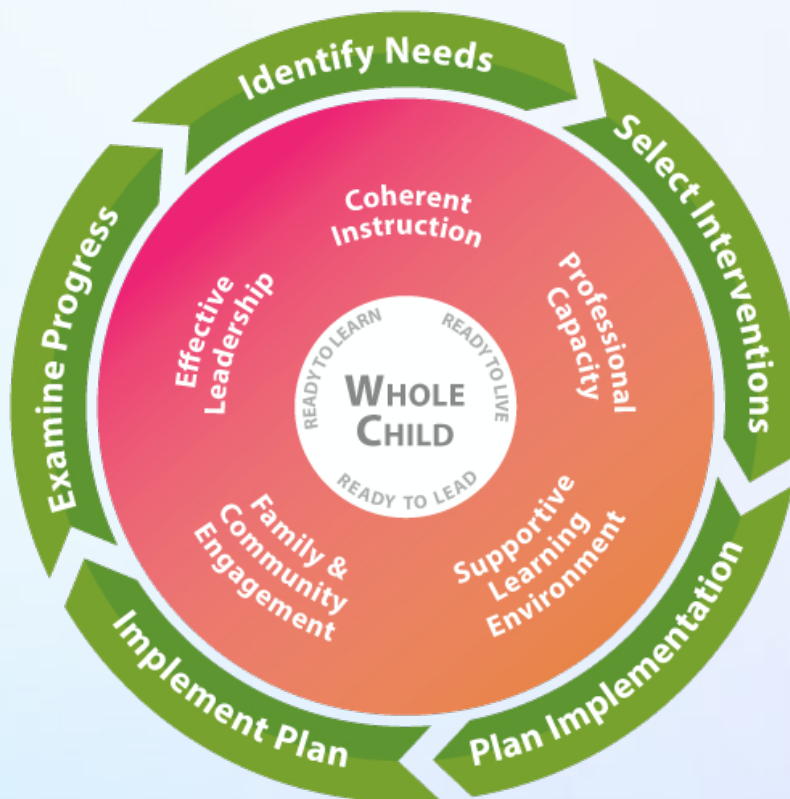 Identify Needs
Select Interventions
Plan Implementation
Implement Plan
Examine Progress
Coherent
Instruction
Professional
Capacity
Supportive
Learning
Environment
Family &
Community
Engagement
Effective
Leadership
READY TO LEARN
READY TO LIVE
READY TO LEAD
WHOLE
CHILD